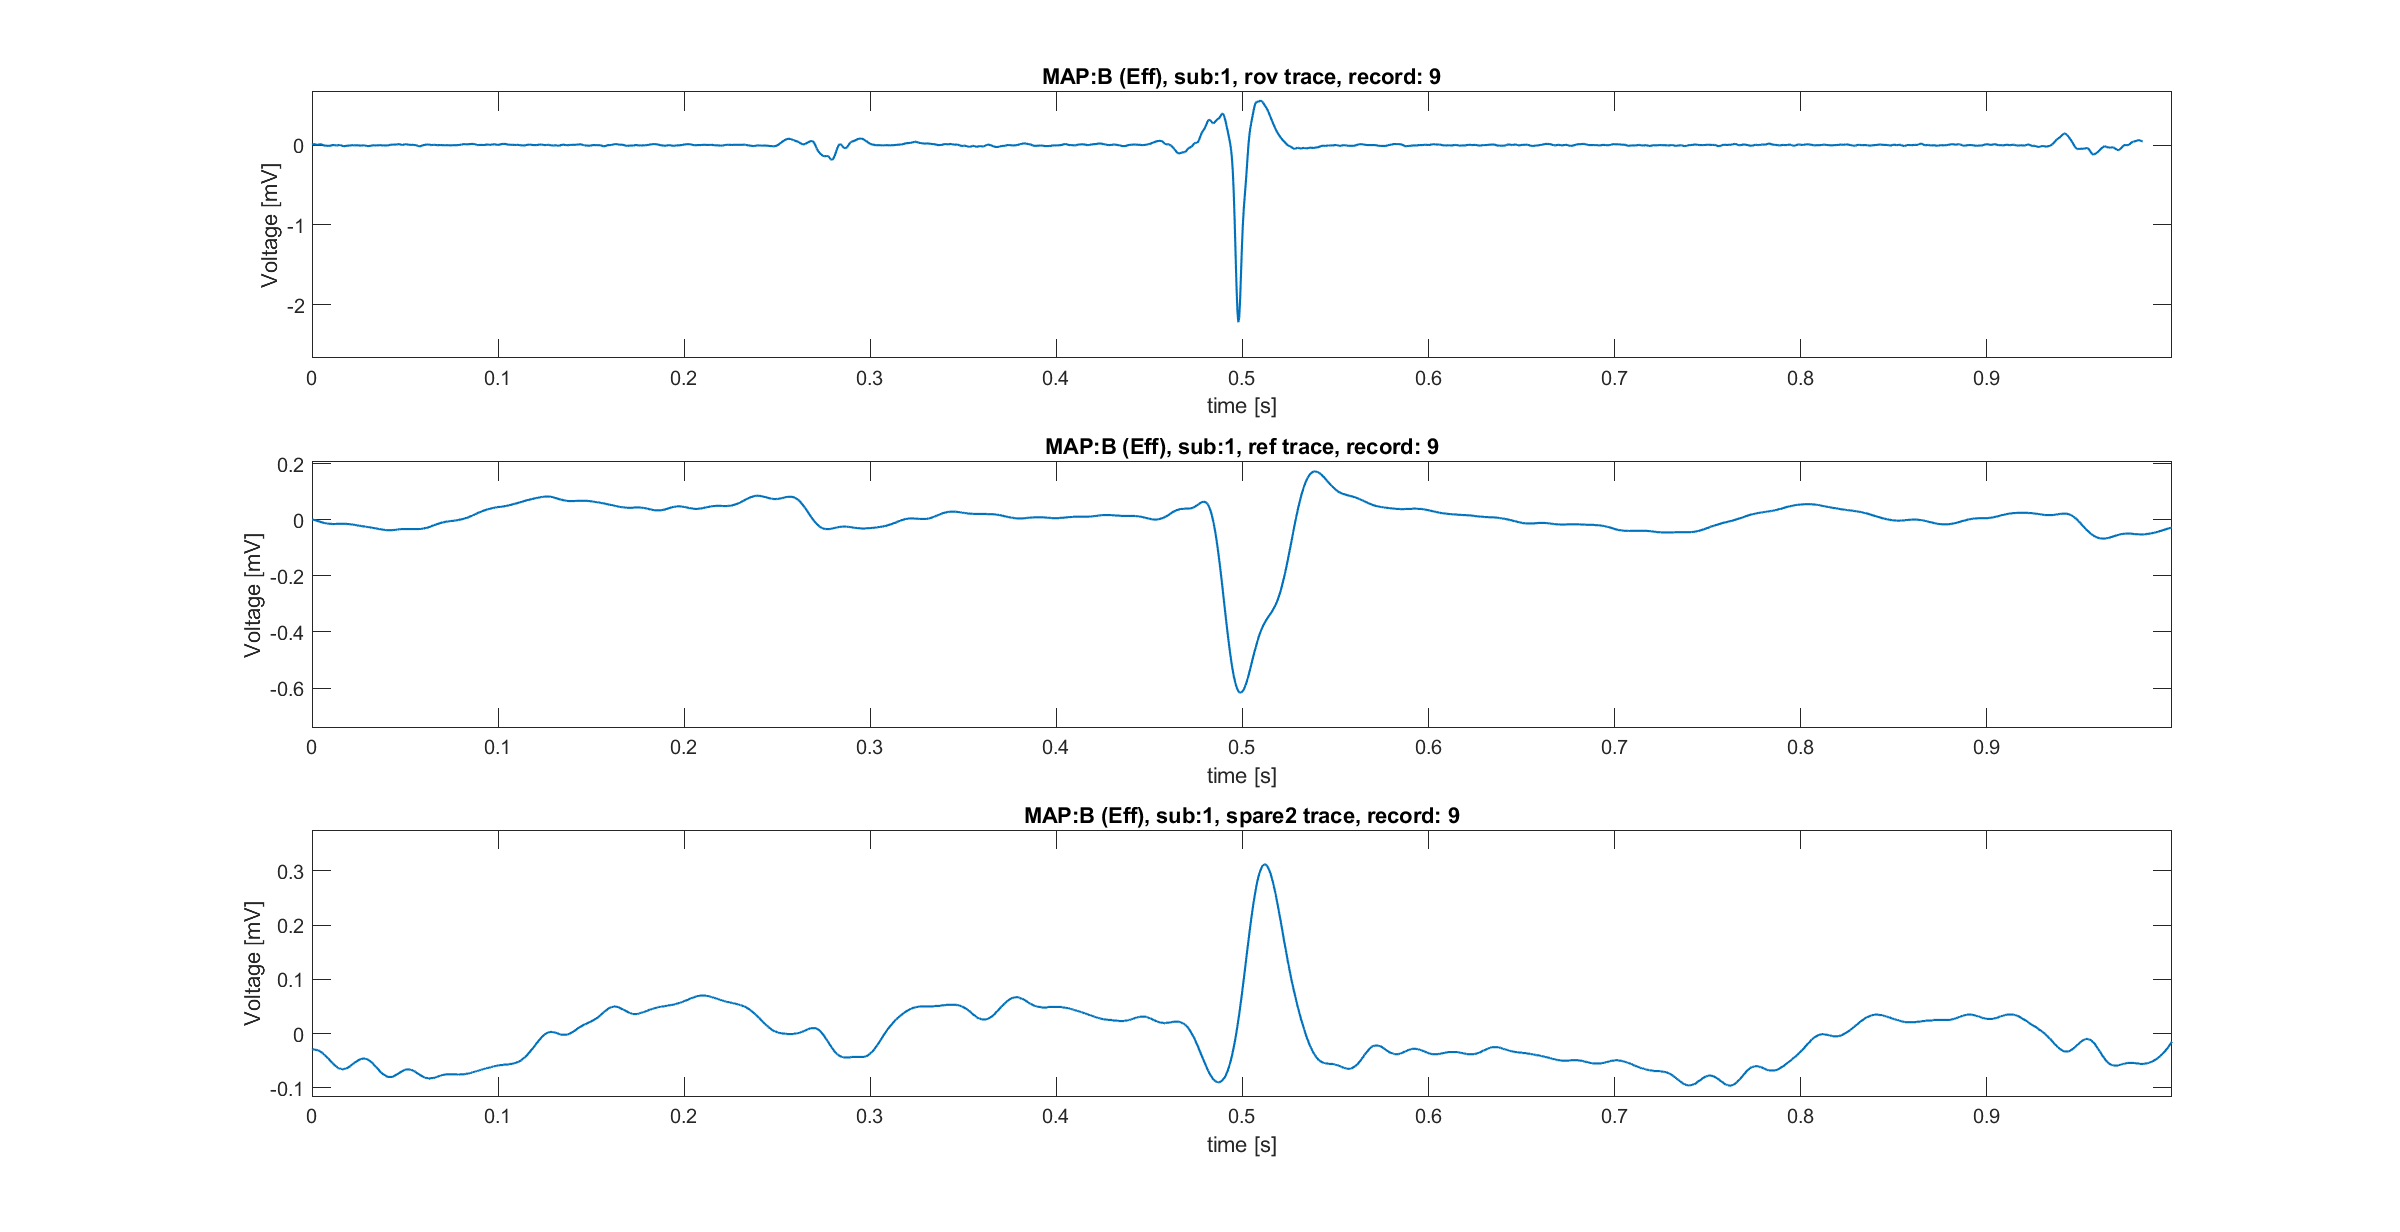 MAP:B (Eff), sub:1, rov trace, record: 9
Voltage [mV]
0
-1
-2
0 0.1 0.2 0.3 0.4 0.5 0.6 0.7 0.8 0.9
time [s]
MAP:B (Eff), sub:1, ref trace, record: 9
Voltage [mV]
0.2
0
-0.2
-0.4
-0.6
0 0.1 0.2 0.3 0.4 0.5 0.6 0.7 0.8 0.9
time [s]
MAP:B (Eff), sub:1, spare2 trace, record: 9
Voltage [mV]
0.3
0.2
0.1
0
-0.1
0 0.1 0.2 0.3 0.4 0.5 0.6 0.7 0.8 0.9
time [s]